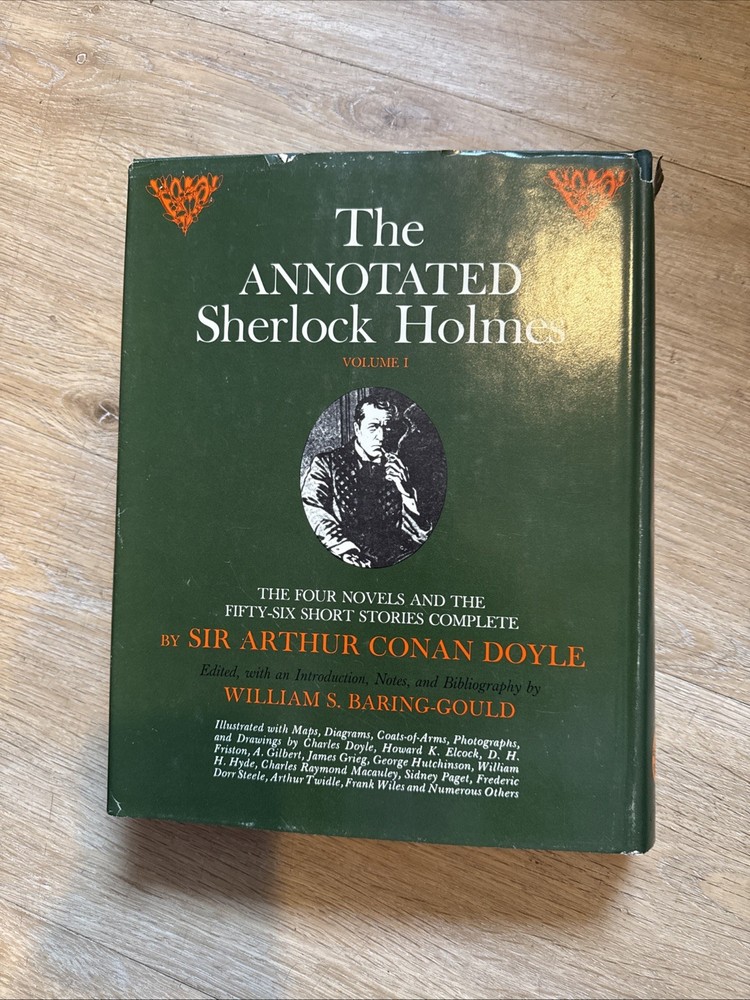 The
ANNOTATED
Sherlock Holmes
VOLUME I
THE FOUR NOVELS AND THE
FIFTY-SIX SHORT STORIES COMPLETE
BY SIR ARTHUR CONAN DOYLE
Edited, with an Introduction, Notes, and Bibliography by
WILLIAM S. BARING-GOULD
Illustrated with Maps, Diagrams, Coats-of-Arms, Photographs,
and Drawings by Charles Doyle, Howard K. Elcock, D. H.
Friston, A. Gilbert, James Grieg, George Hutchinson, William
H. Hyde, Charles Raymond Macauley, Sidney Paget, Frederic
Dorr Steele, Arthur Twidle, Frank Wiles and Numerous Others